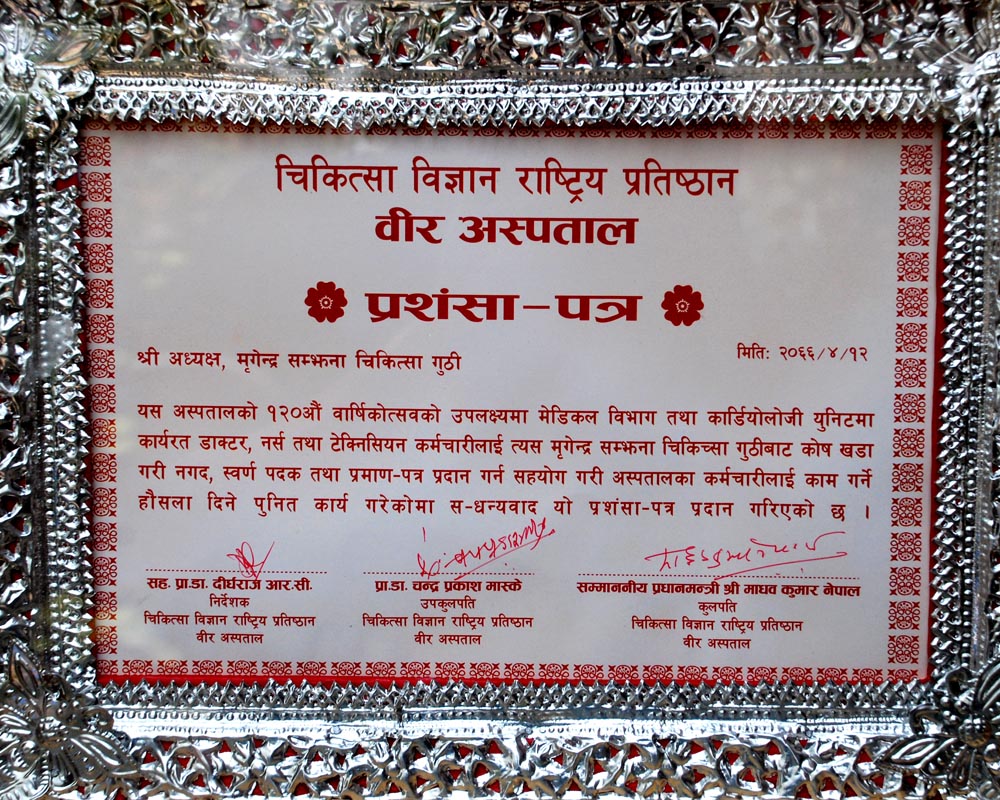 चिकित्सा विज्ञान राष्ट्रिय प्रतिष्ठान
वीर अस्पताल
प्रशंसा-पत्र
श्री अध्यक्ष, मृगेन्द्र सम्झना चिकित्सा गुठी
मितिः २०६६/४/१२
यस अस्पतालको १२०औं वार्षिकोत्सवको उपलक्ष्यमा मेडिकल विभाग तथा कार्डियोलोजी युनिटमा
कार्यरत डाक्टर, नर्स तथा टेक्निसियन कर्मचारीलाई त्यस मृगेन्द्र सम्झना चिकिच्सा गुठीबाट कोष खडा
गरी नगद, स्वर्ण पदक तथा प्रमाण-पत्र प्रदान गर्न सहयोग गरी अस्पतालका कर्मचारीलाई काम गर्ने
हौसला दिने पुनित कार्य गरेकोमा स-धन्यवाद यो प्रशंसा-पत्र प्रदान गरिएको छ ।
सह. प्रा.डा. दीर्घराज आर.सी.
निर्देशक
चिकित्सा विज्ञान राष्ट्रिय प्रतिष्ठान
वीर अस्पताल
प्रा.डा. चन्द्र प्रकाश मास्के
उपकुलपति
चिकित्सा विज्ञान राष्ट्रिय प्रतिष्ठान
वीर अस्पताल
सम्माननीय प्रधानमन्त्री श्री माधव कुमार नेपाल
कुलपति
चिकित्सा विज्ञान राष्ट्रिय प्रतिष्ठान
वीर अस्पताल